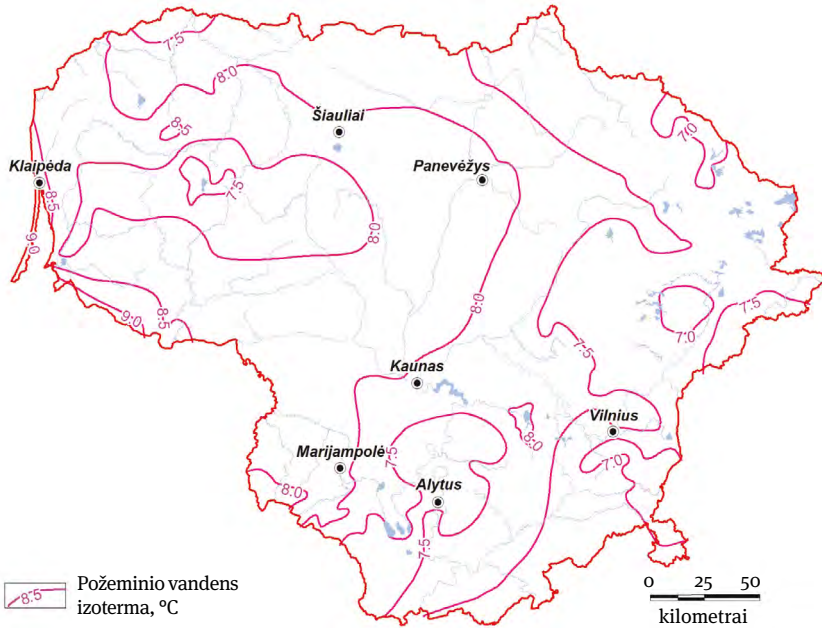 7.5
8.0
Šiauliai
8.5
7.0
Klaipėda
Panevėžys
7.5
8.5
8.0
9.0
8.0
7.5
7.0
8.5
9.0
7.5
Kaunas
Vilnius
8.0
Marijampolė
7.5
7.0
8.0
Alytus
7.5
8.5 Požeminio vandens
izoterma, ºC
0 25 50
kilometrai